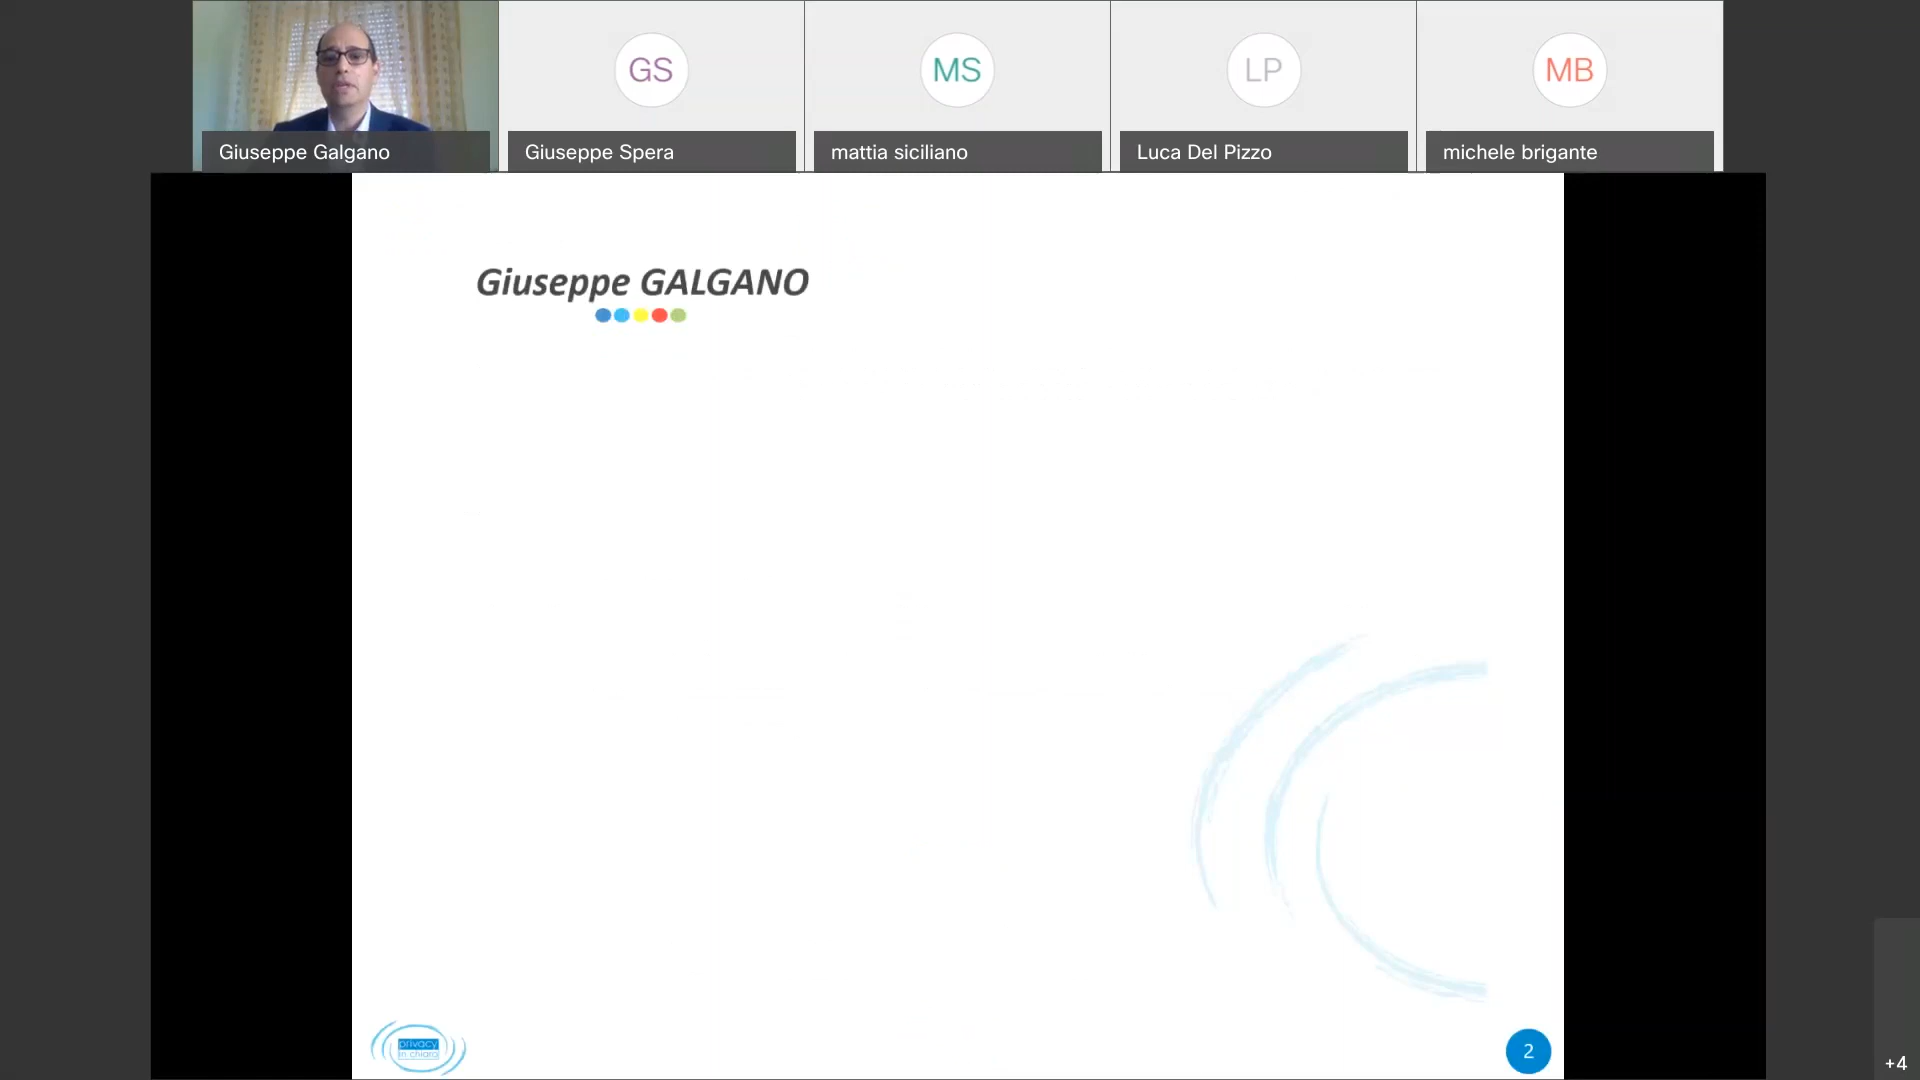 GS
MS
LP
MB
Giuseppe Galgano
Giuseppe Spera
mattia siciliano
Luca Del Pizzo
michele brigante
Giuseppe GALGANO
privacy
in chiaro
2
+4